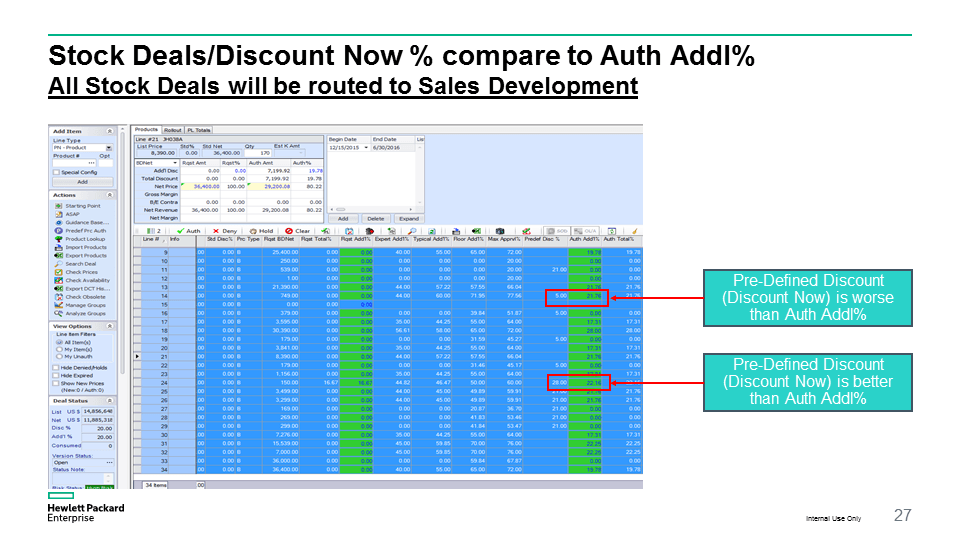 Stock Deals/Discount Now % compare to Auth Addl%
All Stock Deals will be routed to Sales Development
Add Item
Line Type
PN - Product
Product # Opt
Special Config
Add
Actions
Starting Point
ASAP
Guidance Base...
Predef Prc Auth
Product Lookup
Import Products
Export Products
Search Deal
Check Prices
Check Availability
Export DCT His...
Check Obsolete
Manage Groups
Analyze Groups
View Options
Line Item Filters
All Item(s)
My Item(s)
My Unauth
Hide Denied/Holds
Hide Expired
Show New Prices
(New 0 / Auth:0)
Deal Status
List US $ 14,856,646
Net US $ 11,885,318
Disc % 20.00
Add'l % 20.00
Consumed 0
Version Status:
Open
Status Note:
Products Rollout PL Totals
Line #21 JH038A
List Price Std% Std Net Qty Est K Amt
8,390.00 0.00 36,400.00 170
BDNet Rqst Amt Rqst% Auth Amt Auth%
Add'l Disc 0.00 0.00 7,199.92 19.78
Total Discount 0.00 0.00 7,199.92 19.78
Net Price 36,400.00 100.00 29,200.08 80.22
Gross Margin
B/E Contra 0.00 0.00 0.00 0.00
Net Revenue 36,400.00 100.00 29,200.08 80.22
Net Margin
Begin Date End Date Lis
12/15/2015 6/30/2016
Add Delete Expand
2 Auth Deny Hold Clear
Line # Info Std Disc% Prc Type Rqst BDNet Rqst Total% Rqst Addl% Expert Addl% Typical Addl% Floor Addl% Max Apprvl% Predef Disc % Auth Addl% Auth Total%
9 00 0.00 B 25,400.00 0.00 0.00 40.00 55.00 65.00 72.00 19.78 19.78
10 00 0.00 B 250.00 0.00 0.00 0.00 0.00 0.00 20.00 0.00 0.00
11 00 0.00 B 539.00 0.00 0.00 0.00 0.00 0.00 20.00 21.00 0.00 0.00
12 00 0.00 B 1.00 0.00 0.00 0.00 0.00 0.00 20.00 0.00 0.00
13 00 0.00 B 21,390.00 0.00 0.00 44.00 57.22 57.55 66.04 21.76 21.76
14 00 0.00 B 749.00 0.00 0.00 44.00 60.00 71.95 77.56 5.00 21.76
15 00 0.00 B 0.00 0.00 0.00
16 00 0.00 B 379.00 0.00 0.00 0.00 0.00 39.84 51.87 5.00 0.00 0.00
17 00 0.00 B 3,595.00 0.00 0.00 35.00 44.25 55.00 64.00 17.31 17.31
18 00 0.00 B 30,390.00 0.00 0.00 56.61 58.00 65.00 72.00 28.00 28.00
19 00 0.00 B 179.00 0.00 0.00 0.00 0.00 31.59 45.27 5.00 0.00 0.00
20 00 0.00 B 3,841.00 0.00 0.00 35.00 44.25 55.00 64.00 17.31 17.31
21 00 0.00 B 8,390.00 0.00 0.00 44.00 57.22 57.55 66.04 21.76 21.76
22 00 0.00 B 179.00 0.00 0.00 0.00 0.00 31.46 45.17 5.00 0.00 0.00
23 00 0.00 B 1,156.00 0.00 0.00 35.00 44.25 55.00 64.00
24 00 0.00 B 150.00 16.67 16.67 44.82 46.47 50.00 60.00 28.00 22.16
25 00 0.00 B 3,499.00 0.00 0.00 44.00 45.00 49.89 59.91 21.76
26 00 0.00 B 3,299.00 0.00 0.00 44.00 45.00 49.89 59.91 21.00 21.76 21.76
27 00 0.00 B 169.00 0.00 0.00 0.00 0.00 20.87 36.70 21.00 0.00 0.00
28 00 0.00 B 269.00 0.00 0.00 0.00 0.00 41.83 53.46 21.00 0.00 0.00
29 00 0.00 B 299.00 0.00 0.00 0.00 0.00 41.84 53.47 21.00 0.00 0.00
30 00 0.00 B 7,276.00 0.00 0.00 35.00 44.25 55.00 64.00 17.31 17.31
31 00 0.00 B 15,539.00 0.00 0.00 45.00 59.85 70.00 76.00 22.25 22.25
32 00 0.00 B 7,000.00 0.00 0.00 45.00 59.85 70.00 76.00 22.25 22.25
33 00 0.00 B 36,000.00 0.00 0.00 0.00 0.00 59.84 67.87 0.00 0.00
34 00 0.00 B 36,400.00 0.00 0.00 40.00 55.00 65.00 72.00 19.78 19.78
34 Items 00
Pre-Defined Discount
(Discount Now) is worse
than Auth Addl%
Pre-Defined Discount
(Discount Now) is better
than Auth Addl%
Hewlett Packard
Enterprise
Internal Use Only
27